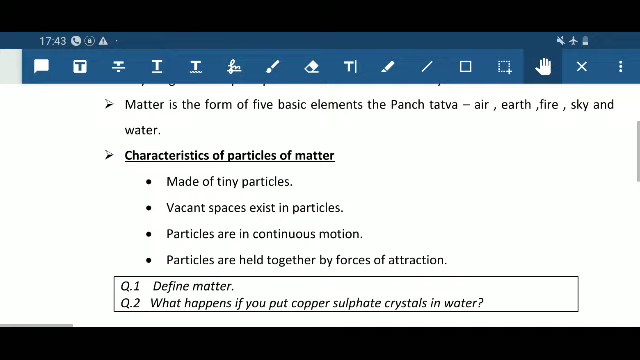 17:43
Matter is the form of five basic elements the Panch tatva – air , earth ,fire , sky and
water.
Characteristics of particles of matter
Made of tiny particles.
Vacant spaces exist in particles.
Particles are in continuous motion.
Particles are held together by forces of attraction.
Q.1 Define matter.
Q.2 What happens if you put copper sulphate crystals in water?